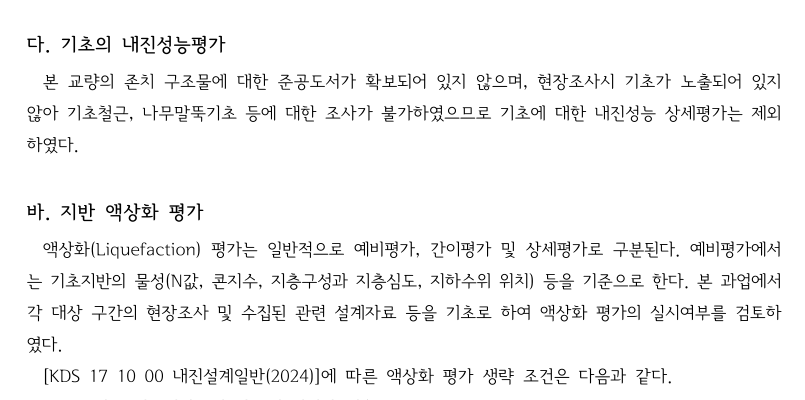 다. 기초의 내진성능평가
본 교량의 존치 구조물에 대한 준공도서가 확보되어 있지 않으며, 현장조사시 기초가 노출되어 있지
않아 기초철근, 나무말뚝기초 등에 대한 조사가 불가하였으므로 기초에 대한 내진성능 상세평가는 제외
하였다.
바. 지반 액상화 평가
액상화(Liquefaction) 평가는 일반적으로 예비평가, 간이평가 및 상세평가로 구분된다. 예비평가에서
는 기초지반의 물성(N값, 콘지수, 지층구성과 지층심도, 지하수위 위치) 등을 기준으로 한다. 본 과업에서
각 대상 구간의 현장조사 및 수집된 관련 설계자료 등을 기초로 하여 액상화 평가의 실시여부를 검토하
였다.
[KDS 17 10 00 내진설계일반(2024)]에 따른 액상화 평가 생략 조건은 다음과 같다.